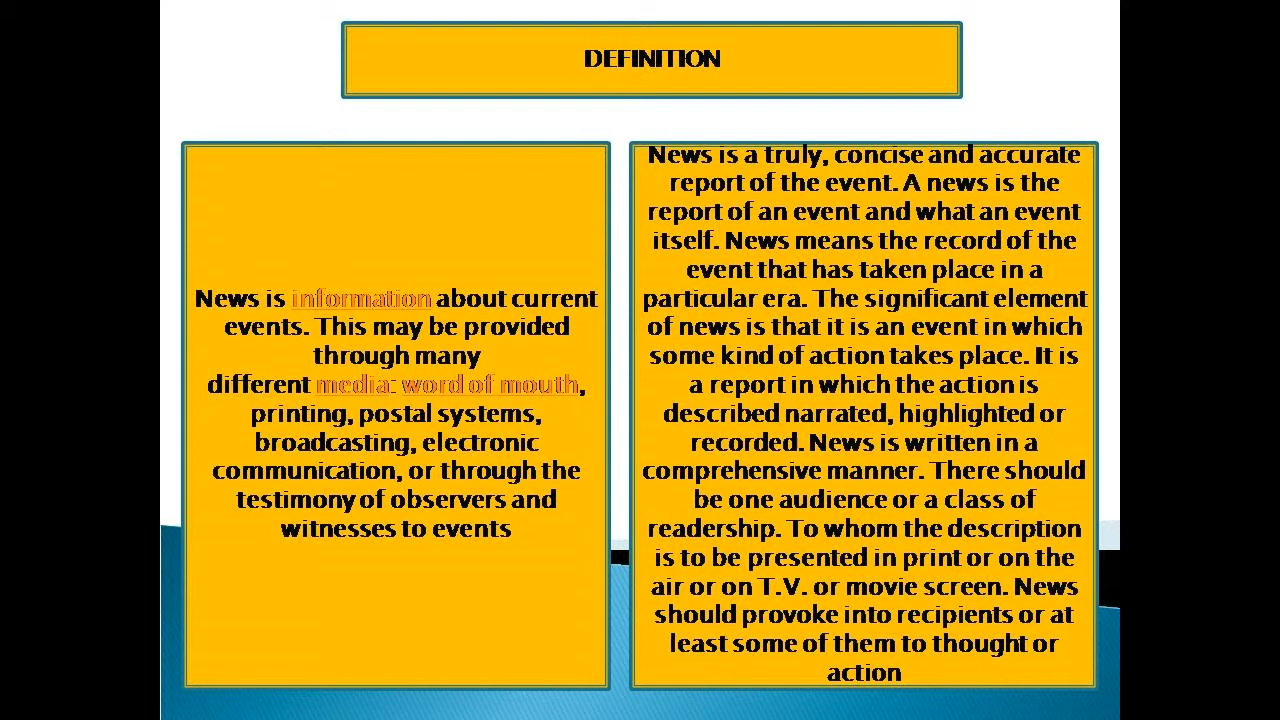 DEFINITION
News is information about current
events. This may be provided
through many
different media: word of mouth,
printing, postal systems,
broadcasting, electronic
communication, or through the
testimony of observers and
witnesses to events
News is a truly, concise and accurate
report of the event. A news is the
report of an event and what an event
itself. News means the record of the
event that has taken place in a
particular era. The significant element
of news is that it is an event in which
some kind of action takes place. It is
a report in which the action is
described narrated, highlighted or
recorded. News is written in a
comprehensive manner. There should
be one audience or a class of
readership. To whom the description
is to be presented in print or on the
air or on T.V. or movie screen. News
should provoke into recipients or at
least some of them to thought or
action